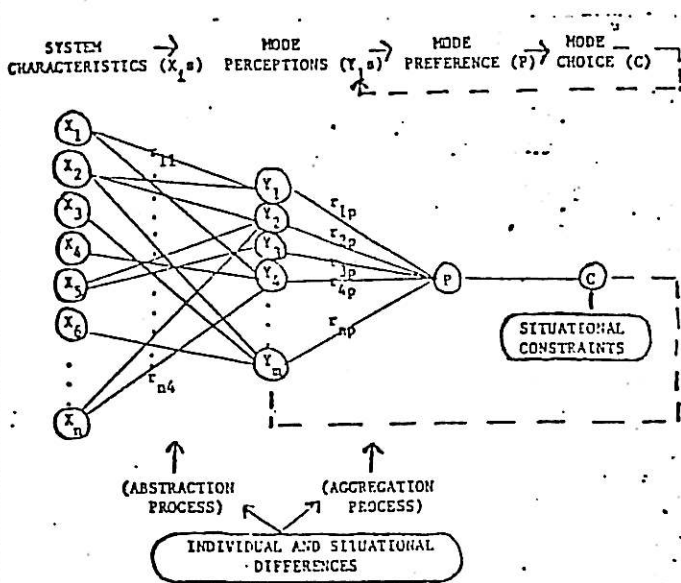 SYSTEM MODE MODE MODE
CHARACTERISTICS (X_i s) PERCEPTIONS (Y_i s) PREFERENCE (P) CHOICE (C)
X_1
X_2
X_3
X_4
X_5
X_6
X_n
r_11
r_n4
Y_1
Y_2
Y_3
Y_4
Y_m
r_1p
r_2p
r_3p
r_4p
r_np
P
C
SITUATIONAL
CONSTRAINTS
(ABSTRACTION
PROCESS)
(AGGREGATION
PROCESS)
INDIVIDUAL AND SITUATIONAL
DIFFERENCES